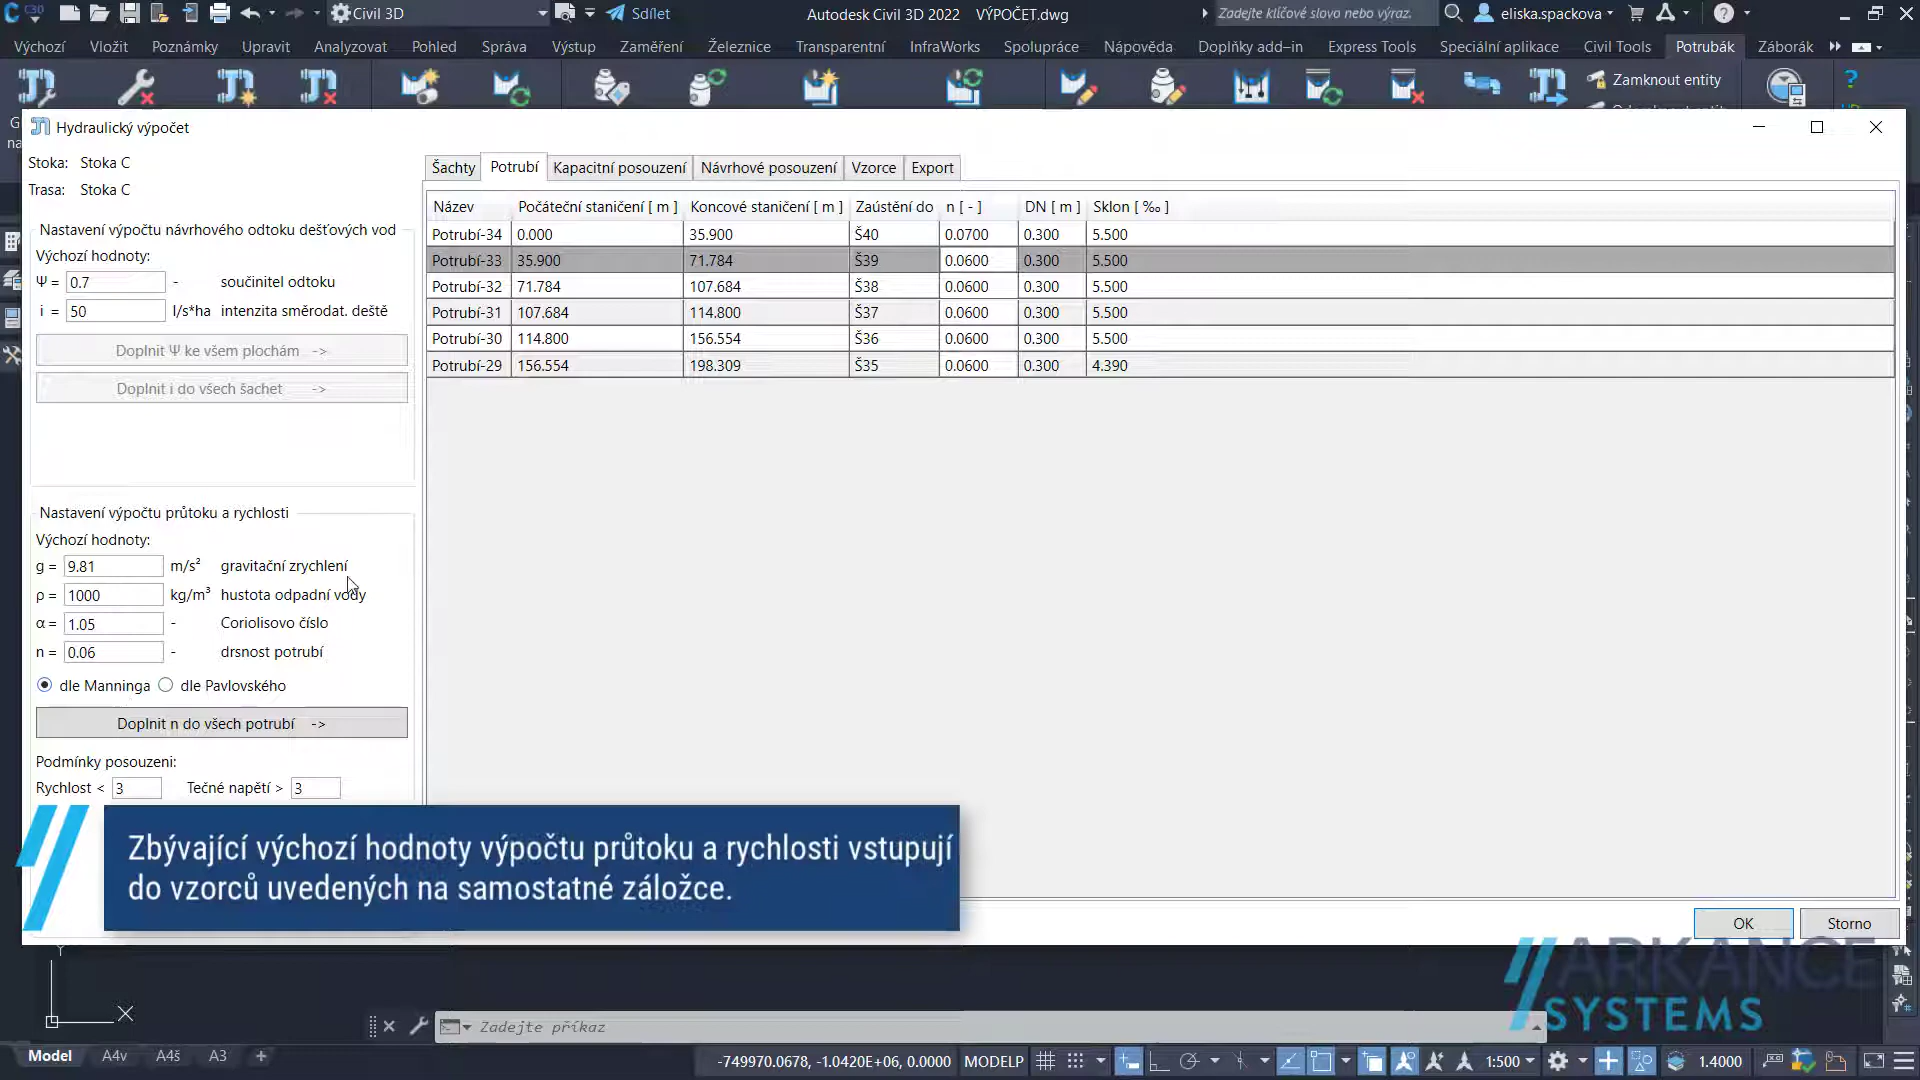 Civil 3D
Sdílet
Autodesk Civil 3D 2022 VÝPOČET.dwg
Zadejte klíčové slovo nebo výraz.
eliska.spackova
Výchozí Vložit Poznámky Upravit Analyzovat Pohled Správa Výstup Zaměření Železnice Transparentní InfraWorks Spolupráce Nápověda Doplňky add-in Express Tools Speciální aplikace Civil Tools Potrubák Záborák
Zamknout entity
Hydraulický výpočet
Stoka: Stoka C
Trasa: Stoka C
Nastavení výpočtu návrhového odtoku dešťových vod
Výchozí hodnoty:
Ψ = 0.7 - součinitel odtoku
i = 50 l/s*ha intenzita směrodat. deště
Doplnit Ψ ke všem plochám ->
Doplnit i do všech šachet ->
Nastavení výpočtu průtoku a rychlosti
Výchozí hodnoty:
g = 9.81 m/s² gravitační zrychlení
ρ = 1000 kg/m³ hustota odpadní vody
α = 1.05 - Coriolisovo číslo
n = 0.06 - drsnost potrubí
dle Manninga dle Pavlovského
Doplnit n do všech potrubí ->
Podmínky posouzeni:
Rychlost < 3 Tečné napětí > 3
Šachty Potrubí Kapacitní posouzení Návrhové posouzení Vzorce Export
Název Počáteční staničení [ m ] Koncové staničení [ m ] Zaústění do n [ - ] DN [ m ] Sklon [ ‰ ]
Potrubí-34 0.000 35.900 Š40 0.0700 0.300 5.500
Potrubí-33 35.900 71.784 Š39 0.0600 0.300 5.500
Potrubí-32 71.784 107.684 Š38 0.0600 0.300 5.500
Potrubí-31 107.684 114.800 Š37 0.0600 0.300 5.500
Potrubí-30 114.800 156.554 Š36 0.0600 0.300 5.500
Potrubí-29 156.554 198.309 Š35 0.0600 0.300 4.390
Zbývající výchozí hodnoty výpočtu průtoku a rychlosti vstupují
do vzorců uvedených na samostatné záložce.
OK Storno
ARKANCE
SYSTEMS
Y
X
Zadejte příkaz
Model A4v A4š A3 +
-749970.0678, -1.0420E+06, 0.0000 MODELP 1:500 1.4000